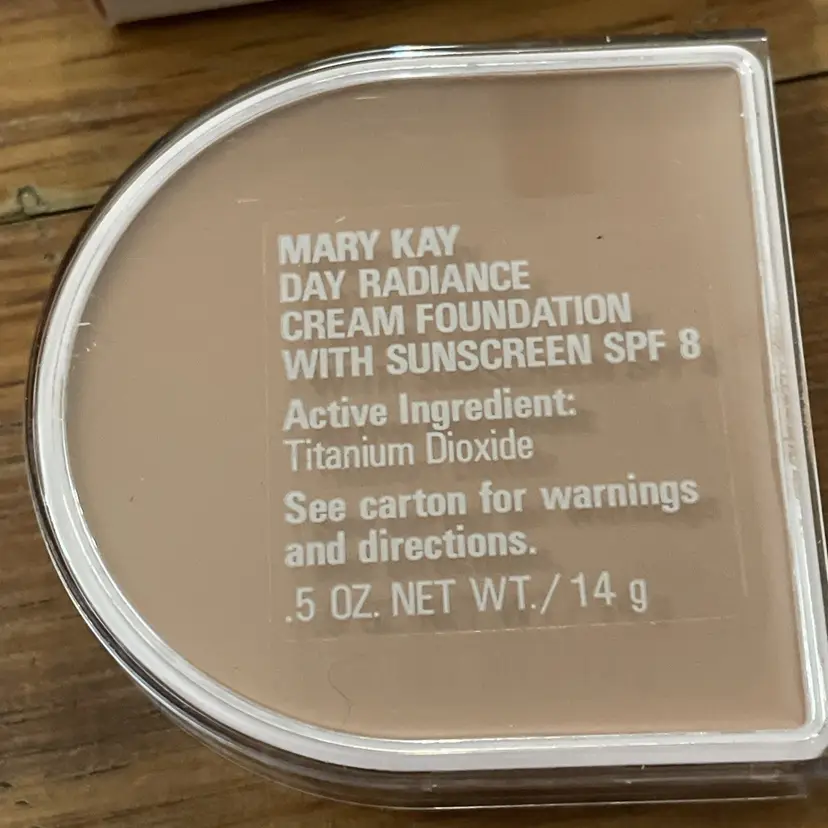 MARY KAY
DAY RADIANCE
CREAM FOUNDATION
WITH SUNSCREEN SPF 8
Active Ingredient:
Titanium Dioxide
See carton for warnings
and directions.
.5 OZ. NET WT./ 14 g